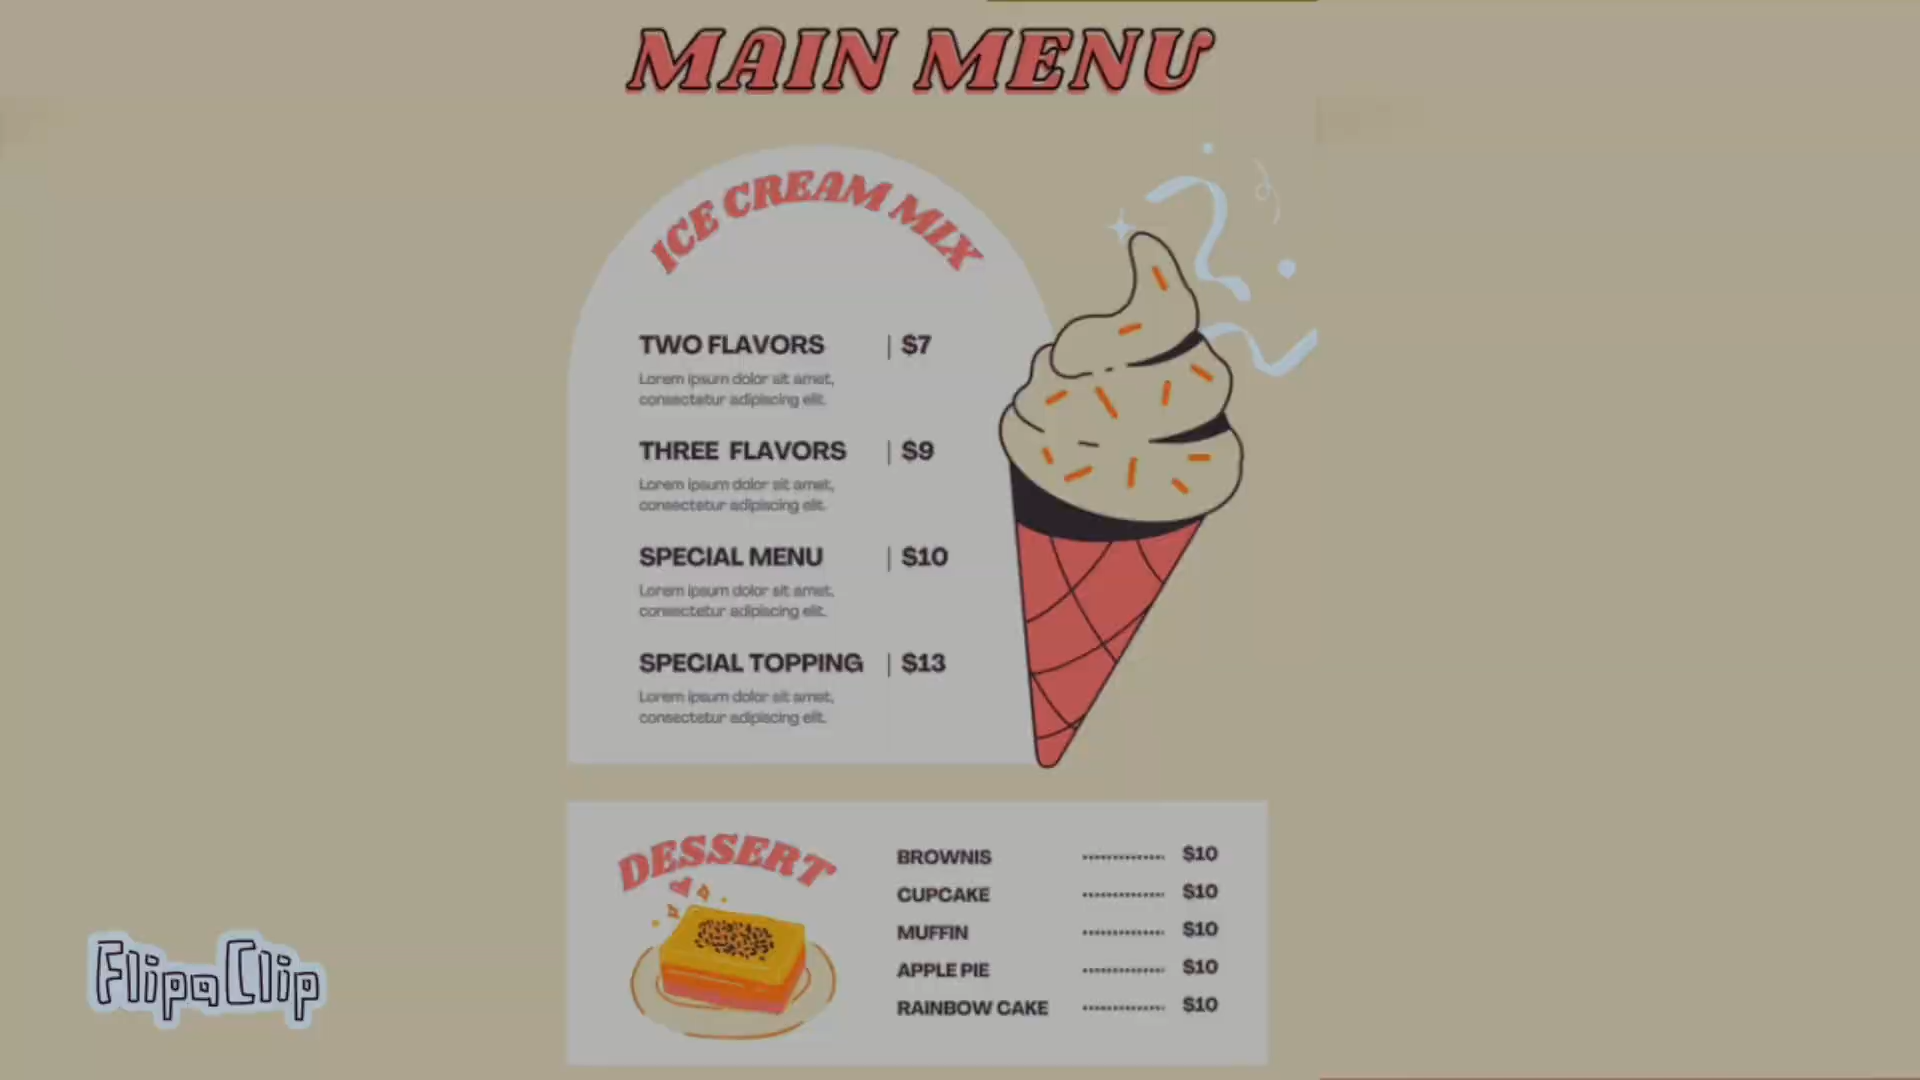 MAIN MENU
ICE CREAM MIX
TWO FLAVORS | $7
Lorem ipsum dolor sit amet,
consectetur adipiscing elit.
THREE FLAVORS | $9
Lorem ipsum dolor sit amet,
consectetur adipiscing elit.
SPECIAL MENU | $10
Lorem ipsum dolor sit amet,
consectetur adipiscing elit.
SPECIAL TOPPING | $13
Lorem ipsum dolor sit amet,
consectetur adipiscing elit.
DESSERT
BROWNIS .............. $10
CUPCAKE .............. $10
MUFFIN .............. $10
APPLE PIE .............. $10
RAINBOW CAKE .............. $10
FlipaClip